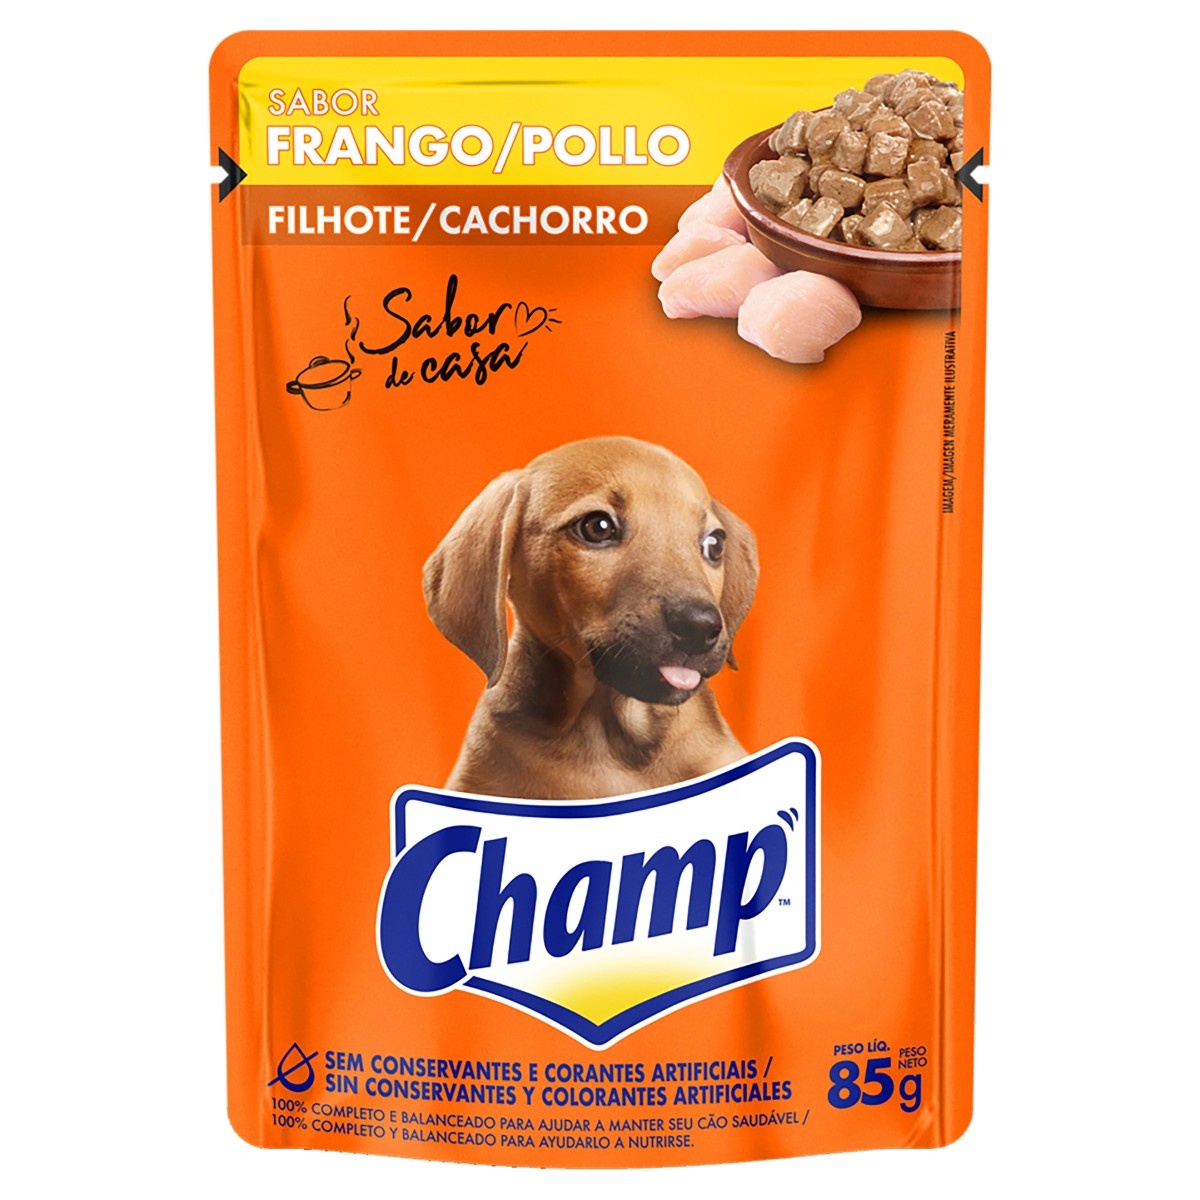 SABOR
FRANGO/POLLO
FILHOTE/CACHORRO
Sabor
de casa
IMAGEM/IMAGEN MERAMENTE ILUSTRATIVA
Champ
TM
SEM CONSERVANTES E CORANTES ARTIFICIAIS /
SIN CONSERVANTES Y COLORANTES ARTIFICIALES
100% COMPLETO E BALANCEADO PARA AJUDAR A MANTER SEU CÃO SAUDÁVEL /
100% COMPLETO Y BALANCEADO PARA AYUDARLO A NUTRIRSE.
PESO LÍQ.
PESO
NETO
85g